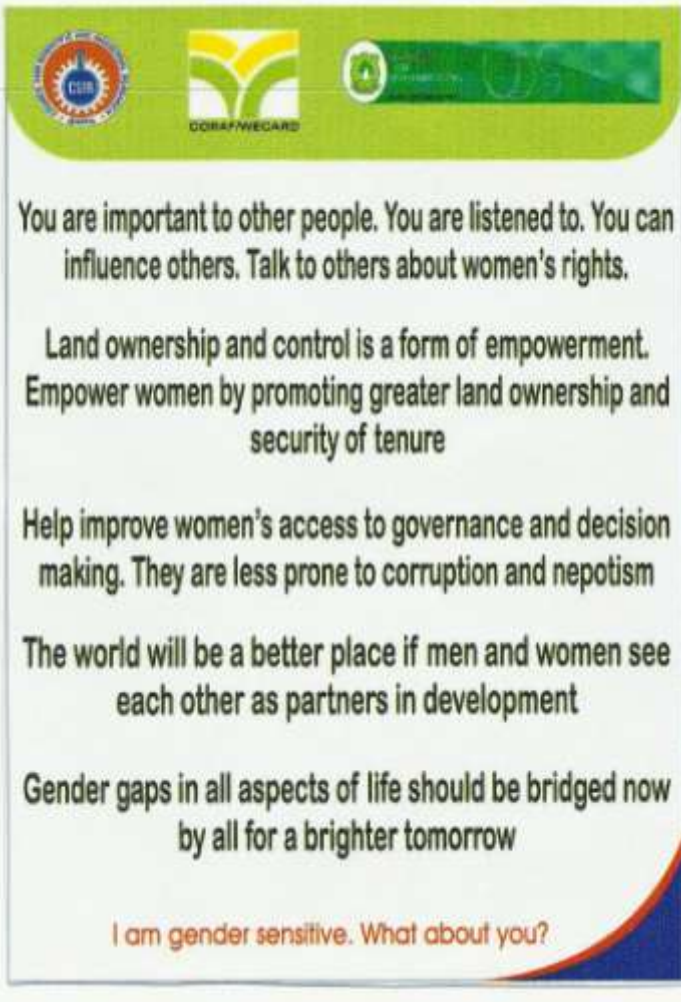 CSIR
CORAF/WECARD
You are important to other people. You are listened to. You can
influence others. Talk to others about women's rights.
Land ownership and control is a form of empowerment.
Empower women by promoting greater land ownership and
security of tenure
Help improve women's access to governance and decision
making. They are less prone to corruption and nepotism
The world will be a better place if men and women see
each other as partners in development
Gender gaps in all aspects of life should be bridged now
by all for a brighter tomorrow
I am gender sensitive. What about you?